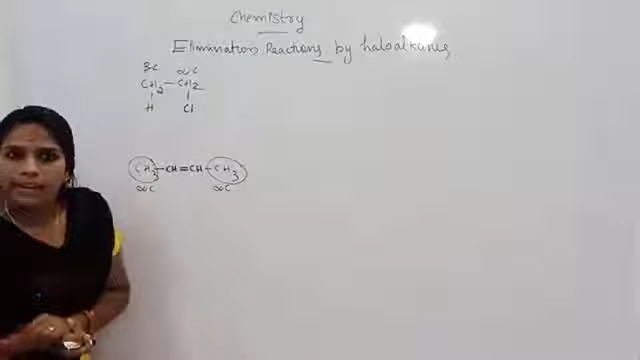 Chemistry
Elimination Reactions by haloalkanes
βC αC
CH2 - CH2
H Cl
CH3 - CH = CH - CH3
αC αC